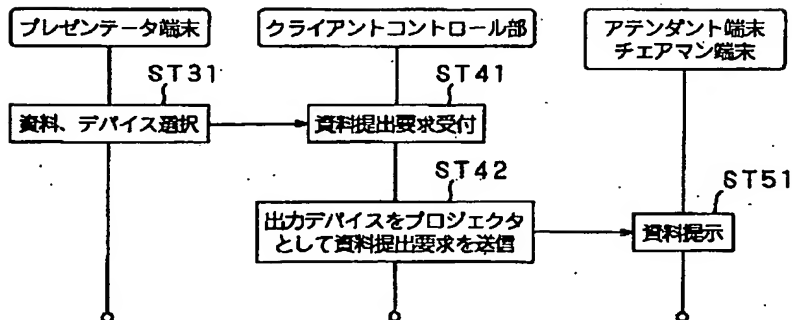 プレゼンテータ端末
クライアントコントロール部
アテンダント端末
チェアマン端末
ST31
ST41
資料、デバイス選択
資料提出要求受付
ST42
ST51
出力デバイスをプロジェクタ
として資料提出要求を送信
資料提示